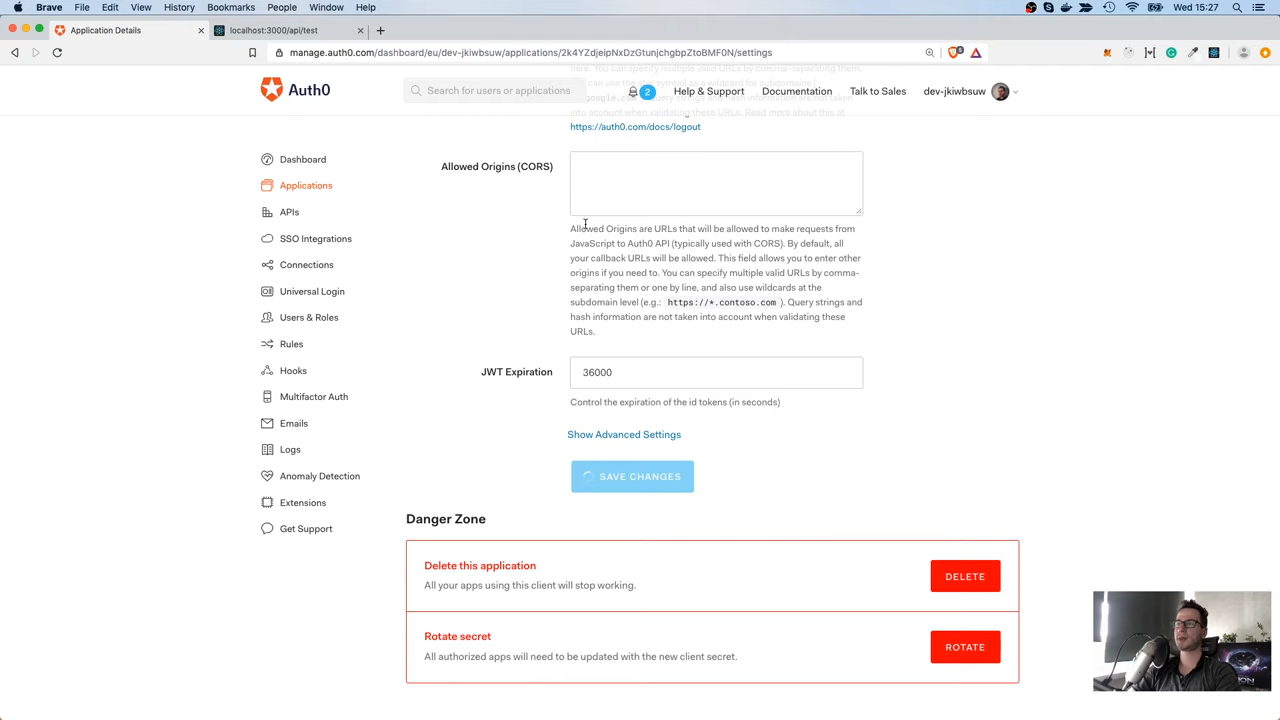 Brave File Edit View History Bookmarks People Window Help
100% Wed 15:27
Application Details
localhost:3000/api/test
manage.auth0.com/dashboard/eu/dev-jkiwbsuw/applications/2k4YZdjeipNxDzGtunjchgbpZtoBMF0N/settings
here. You can specify multiple valid URLs by comma-separating them.
Auth0
Search for users or applications
2
Help & Support
Documentation
Talk to Sales
dev-jkiwbsuw
can use the star symbol as a wildcard for subdomains (
google.com
query strings and hash information are not taken
into account when validating these URLs. Read more about this at
https://auth0.com/docs/logout
Dashboard
Applications
APIs
SSO Integrations
Connections
Universal Login
Users & Roles
Rules
Hooks
Multifactor Auth
Emails
Logs
Anomaly Detection
Extensions
Get Support
Allowed Origins (CORS)
Allowed Origins are URLs that will be allowed to make requests from
JavaScript to Auth0 API (typically used with CORS). By default, all
your callback URLs will be allowed. This field allows you to enter other
origins if you need to. You can specify multiple valid URLs by comma-
separating them or one by line, and also use wildcards at the
subdomain level (e.g.: https://*.contoso.com ). Query strings and
hash information are not taken into account when validating these
URLs.
JWT Expiration
36000
Control the expiration of the id tokens (in seconds)
Show Advanced Settings
SAVE CHANGES
Danger Zone
Delete this application
All your apps using this client will stop working.
DELETE
Rotate secret
All authorized apps will need to be updated with the new client secret.
ROTATE